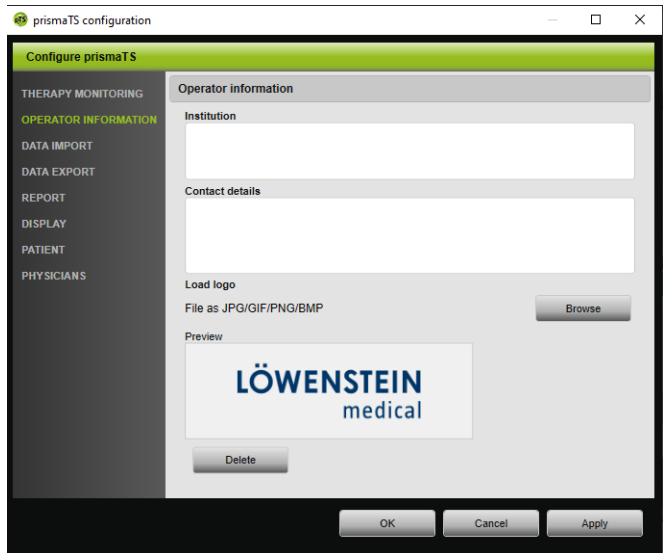 prismaTS configuration
Configure prismaTS
THERAPY MONITORING
OPERATOR INFORMATION
DATA IMPORT
DATA EXPORT
REPORT
DISPLAY
PATIENT
PHYSICIANS
Operator information
Institution
Contact details
Load logo
File as JPG/GIF/PNG/BMP
Browse
Preview
LÖWENSTEIN
medical
Delete
OK
Cancel
Apply